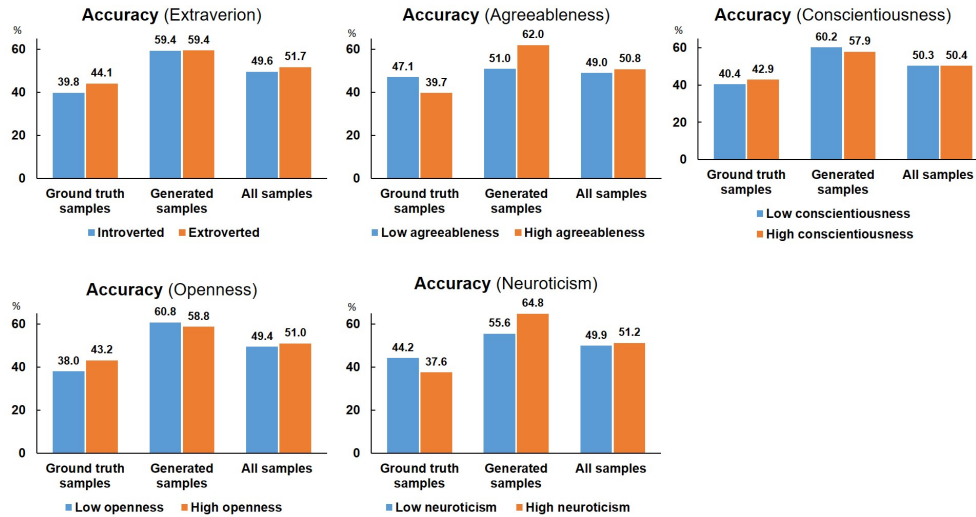 Accuracy (Extraverion)
%
60
40
20
0
39.8 44.1 59.4 59.4 49.6 51.7
Ground truth Generated All samples
samples samples
Introverted Extroverted
Accuracy (Agreeableness)
%
60
40
20
0
47.1 39.7 51.0 62.0 49.0 50.8
Ground truth Generated All samples
samples samples
Low agreeableness High agreeableness
Accuracy (Conscientiousness)
%
60
40
20
0
40.4 42.9 60.2 57.9 50.3 50.4
Ground truth Generated All samples
samples samples
Low conscientiousness
High conscientiousness
Accuracy (Openness)
%
60
40
20
0
38.0 43.2 60.8 58.8 49.4 51.0
Ground truth Generated All samples
samples samples
Low openness High openness
Accuracy (Neuroticism)
%
60
40
20
0
44.2 37.6 55.6 64.8 49.9 51.2
Ground truth Generated All samples
samples samples
Low neuroticism High neuroticism